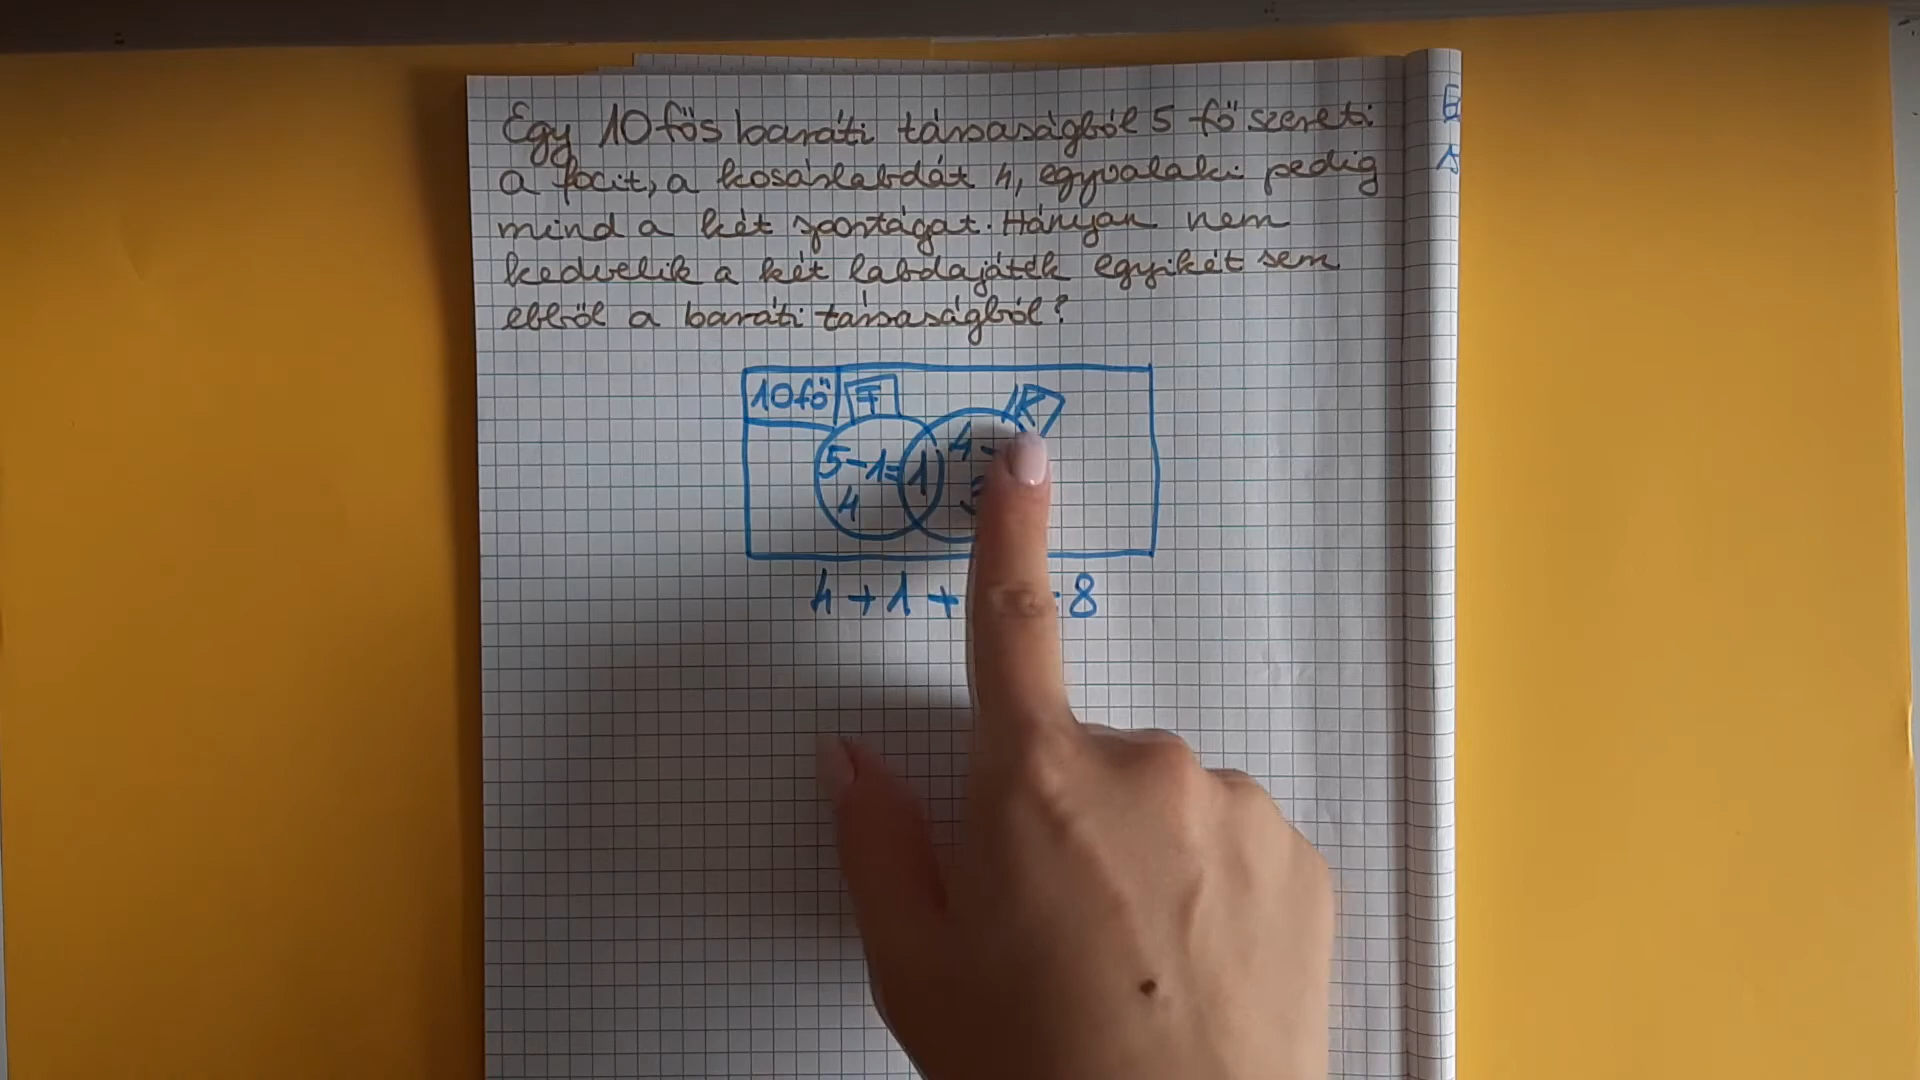 Egy 10 fős baráti társaságból 5 fő szereti
a focit, a kosárlabdát 4, egyvalaki pedig
mind a két sportágat. Hányan nem
kedvelik a két labdajáték egyikét sem
ebből a baráti társaságból?
10 fő F K
5-1= 1 4-
4 3
4+1+ 8